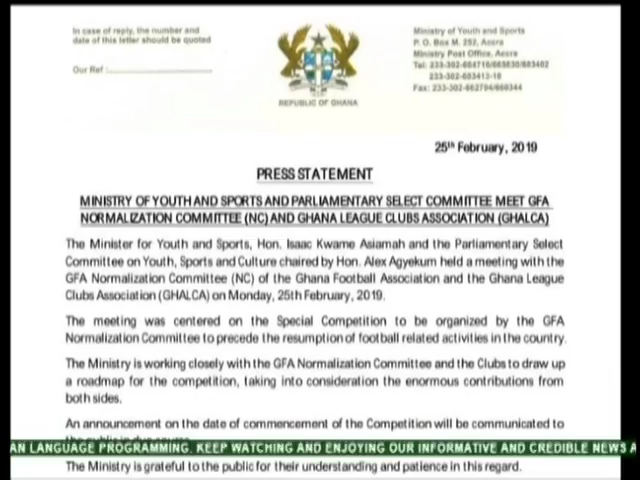 In case of reply, the number and
date of this letter should be quoted
Our Ref :
REPUBLIC OF GHANA
Ministry of Youth and Sports
P. O. Box M. 252, Accra
Ministry Post Office, Accra
25th February, 2019
PRESS STATEMENT
MINISTRY OF YOUTH AND SPORTS AND PARLIAMENTARY SELECT COMMITTEE MEET GFA
NORMALIZATION COMMITTEE (NC) AND GHANA LEAGUE CLUBS ASSOCIATION (GHALCA)
The Minister for Youth and Sports, Hon. Isaac Kwame Asiamah and the Parliamentary Select
Committee on Youth, Sports and Culture chaired by Hon. Alex Agyekum held a meeting with the
GFA Normalization Committee (NC) of the Ghana Football Association and the Ghana League
Clubs Association (GHALCA) on Monday, 25th February, 2019.
The meeting was centered on the Special Competition to be organized by the GFA
Normalization Committee to precede the resumption of football related activities in the country.
The Ministry is working closely with the GFA Normalization Committee and the Clubs to draw up
a roadmap for the competition, taking into consideration the enormous contributions from
both sides.
An announcement on the date of commencement of the Competition will be communicated to
AN LANGUAGE PROGRAMMING. KEEP WATCHING AND ENJOYING OUR INFORMATIVE AND CREDIBLE NEWS A
The Ministry is grateful to the public for their understanding and patience in this regard.